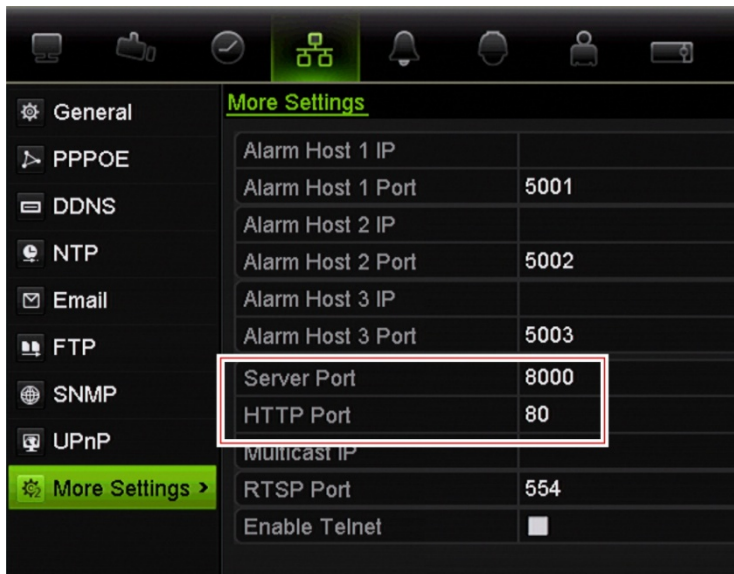 General
PPPOE
DDNS
NTP
Email
FTP
SNMP
UPnP
More Settings >
More Settings
Alarm Host 1 IP
Alarm Host 1 Port 5001
Alarm Host 2 IP
Alarm Host 2 Port 5002
Alarm Host 3 IP
Alarm Host 3 Port 5003
Server Port 8000
HTTP Port 80
Multicast IP
RTSP Port 554
Enable Telnet